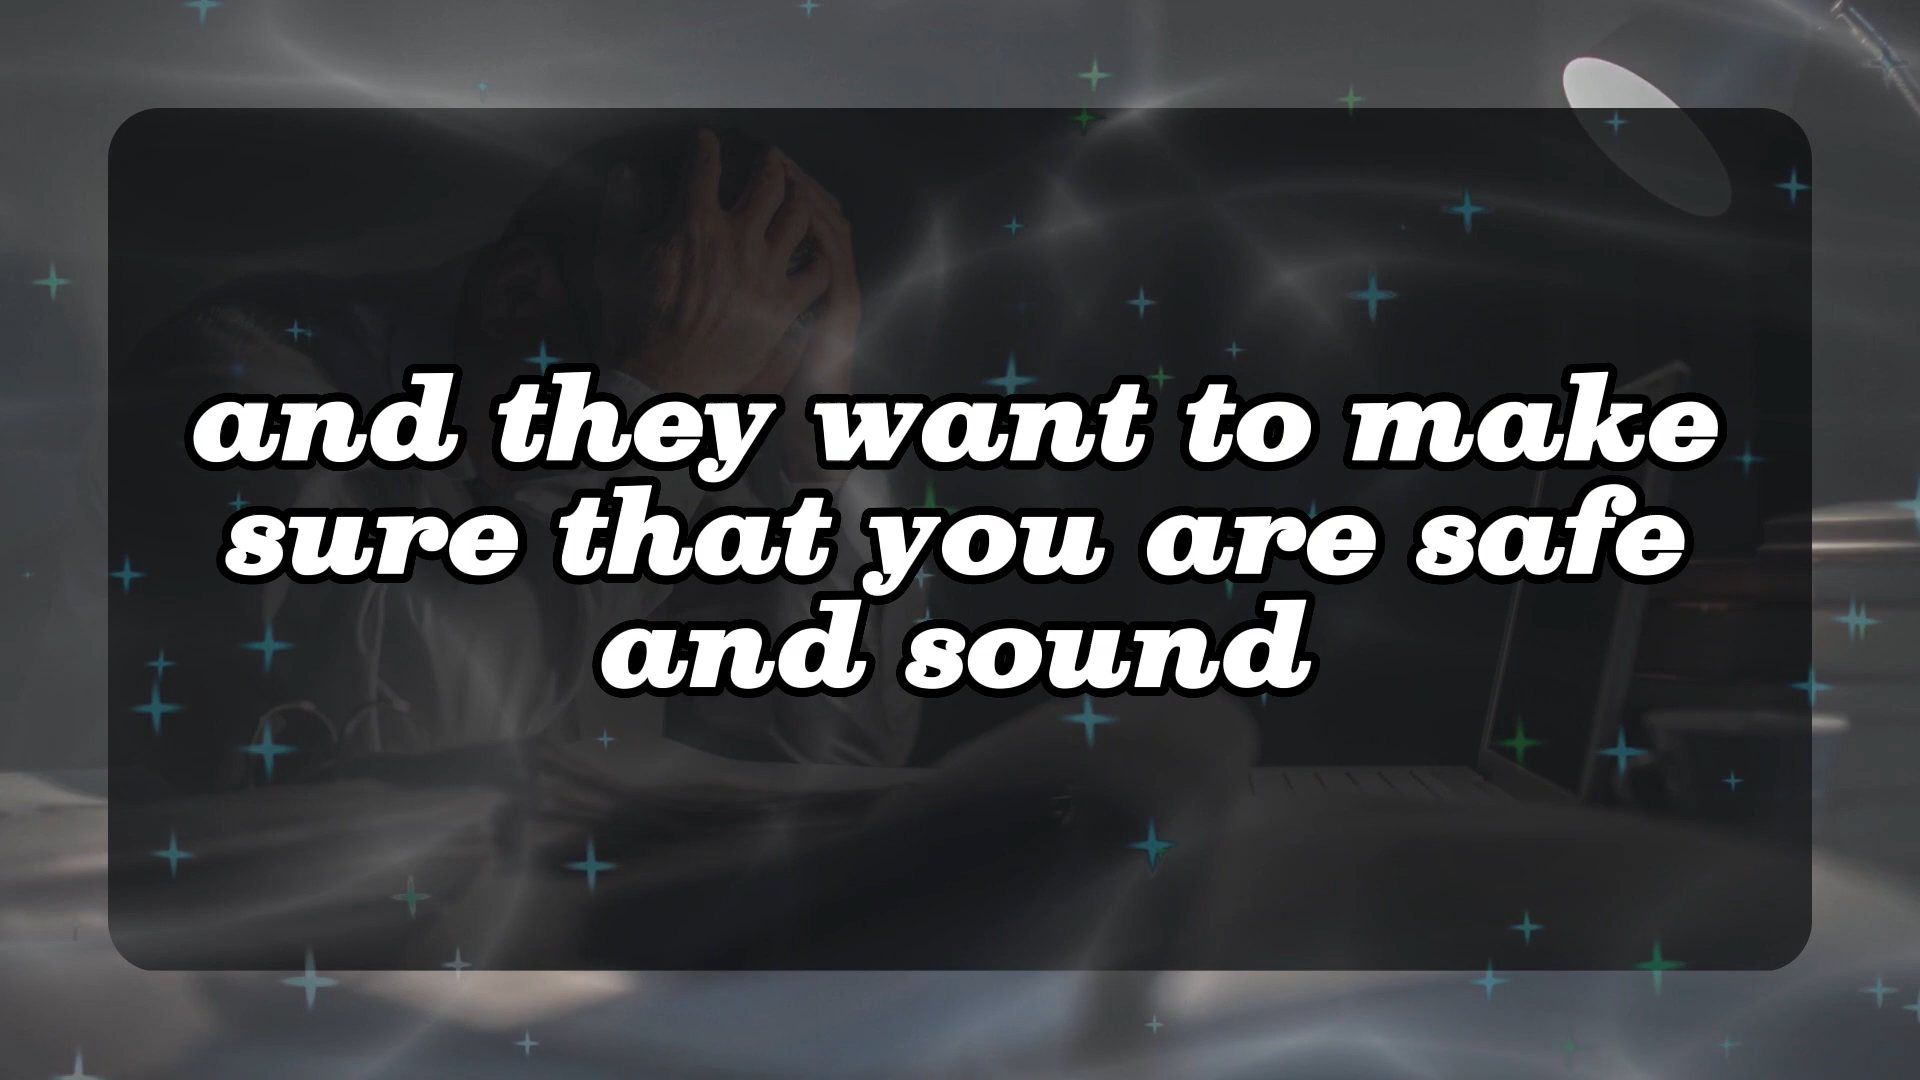 and they want to make
sure that you are safe
and sound